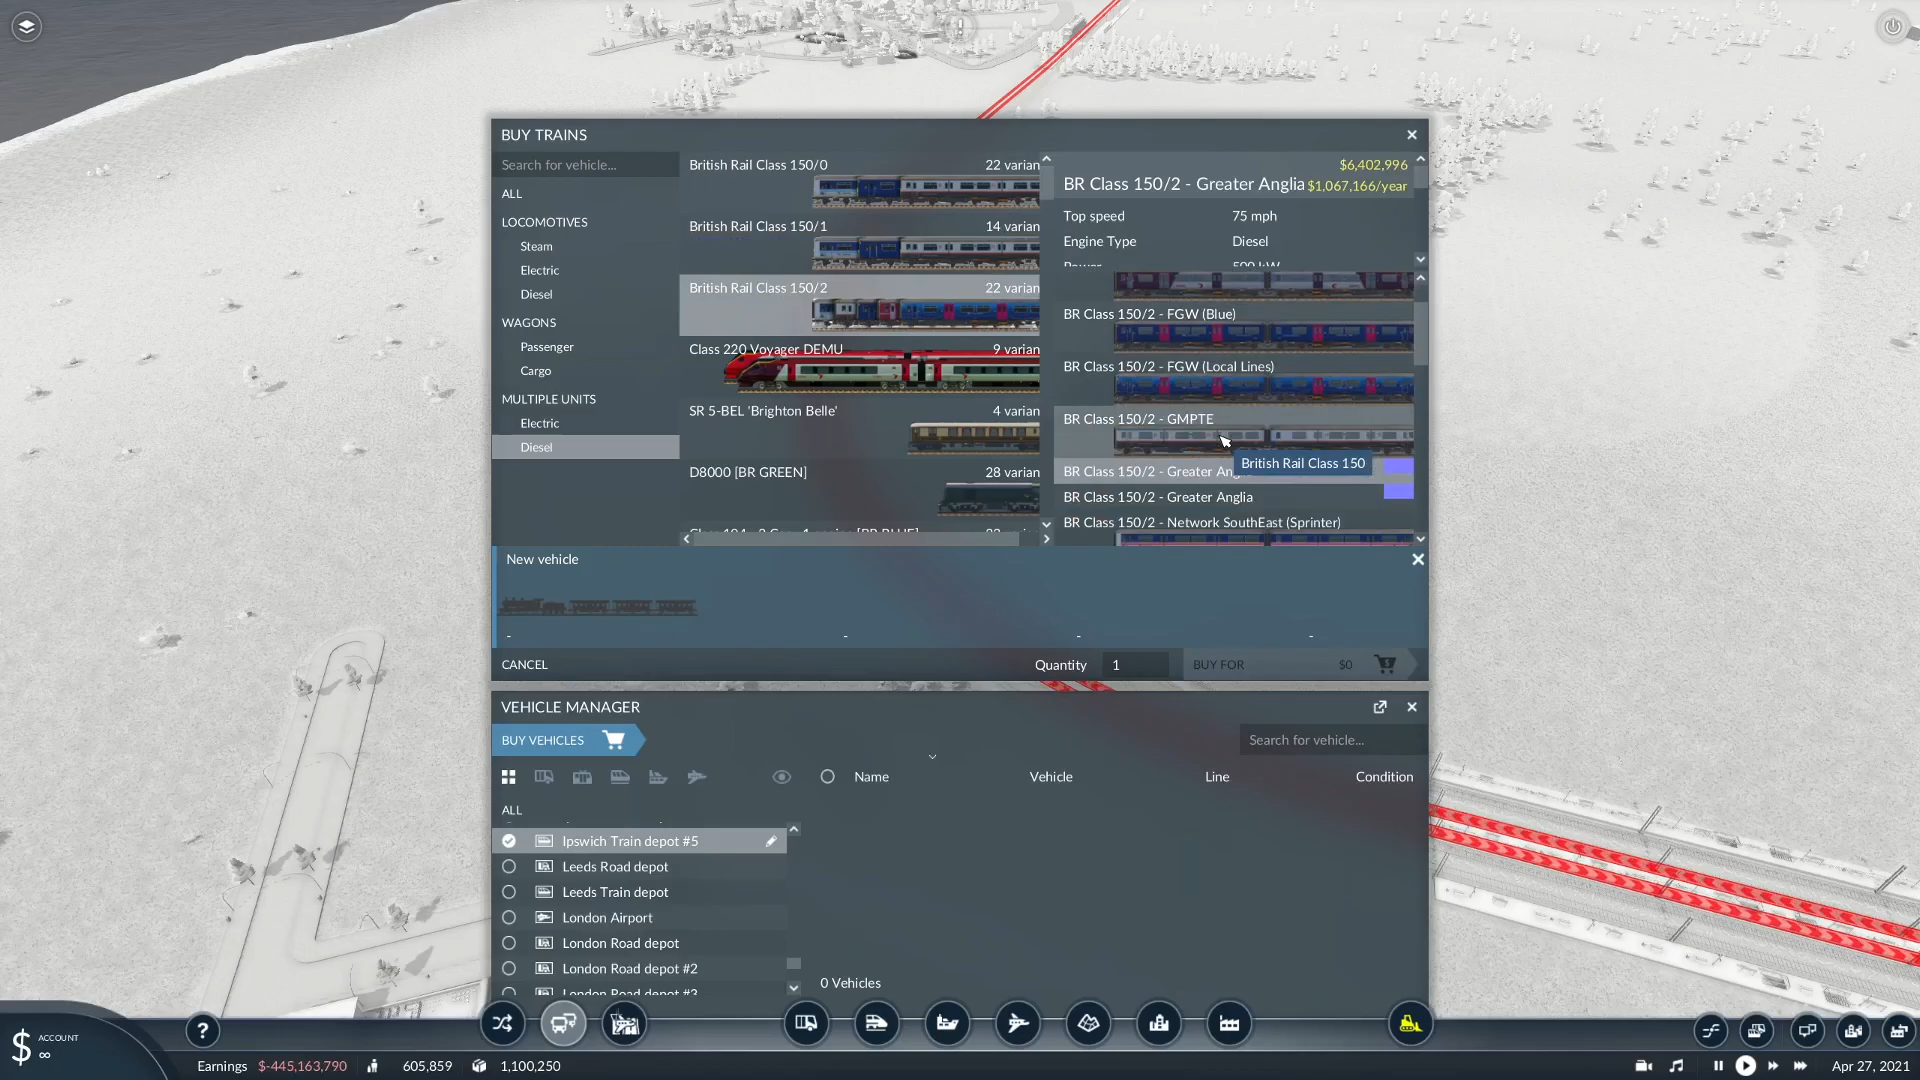 BUY TRAINS
Search for vehicle...
ALL
LOCOMOTIVES
Steam
Electric
Diesel
WAGONS
Passenger
Cargo
MULTIPLE UNITS
Electric
Diesel
British Rail Class 150/0 22 varian
British Rail Class 150/1 14 varian
British Rail Class 150/2 22 varian
Class 220 Voyager DEMU 9 varian
SR 5-BEL 'Brighton Belle' 4 varian
D8000 [BR GREEN] 28 varian
$6,402,996
BR Class 150/2 - Greater Anglia $1,067,166/year
Top speed 75 mph
Engine Type Diesel
Power 500 kW
BR Class 150/2 - FGW (Blue)
BR Class 150/2 - FGW (Local Lines)
BR Class 150/2 - GMPTE
British Rail Class 150
BR Class 150/2 - Greater Ang
BR Class 150/2 - Greater Anglia
BR Class 150/2 - Network SouthEast (Sprinter)
New vehicle
- - - -
CANCEL
Quantity 1
BUY FOR $0
VEHICLE MANAGER
BUY VEHICLES
Search for vehicle...
Name Vehicle Line Condition
ALL
Ipswich Train depot #5
Leeds Road depot
Leeds Train depot
London Airport
London Road depot
London Road depot #2
London Road depot #3
0 Vehicles
?
$ ACCOUNT
∞
Earnings $-445,163,790 605,859 1,100,250
Apr 27, 2021